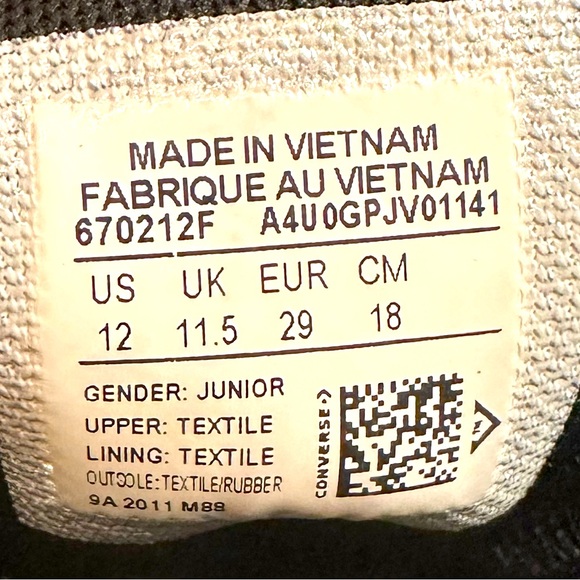 MADE IN VIETNAM
FABRIQUE AU VIETNAM
670212F A4U0GPJV01141
US UK EUR CM
12 11.5 29 18
GENDER: JUNIOR
UPPER: TEXTILE
LINING: TEXTILE
OUTSOLE:TEXTILE/RUBBER
9A 2011 M88
CONVERSE